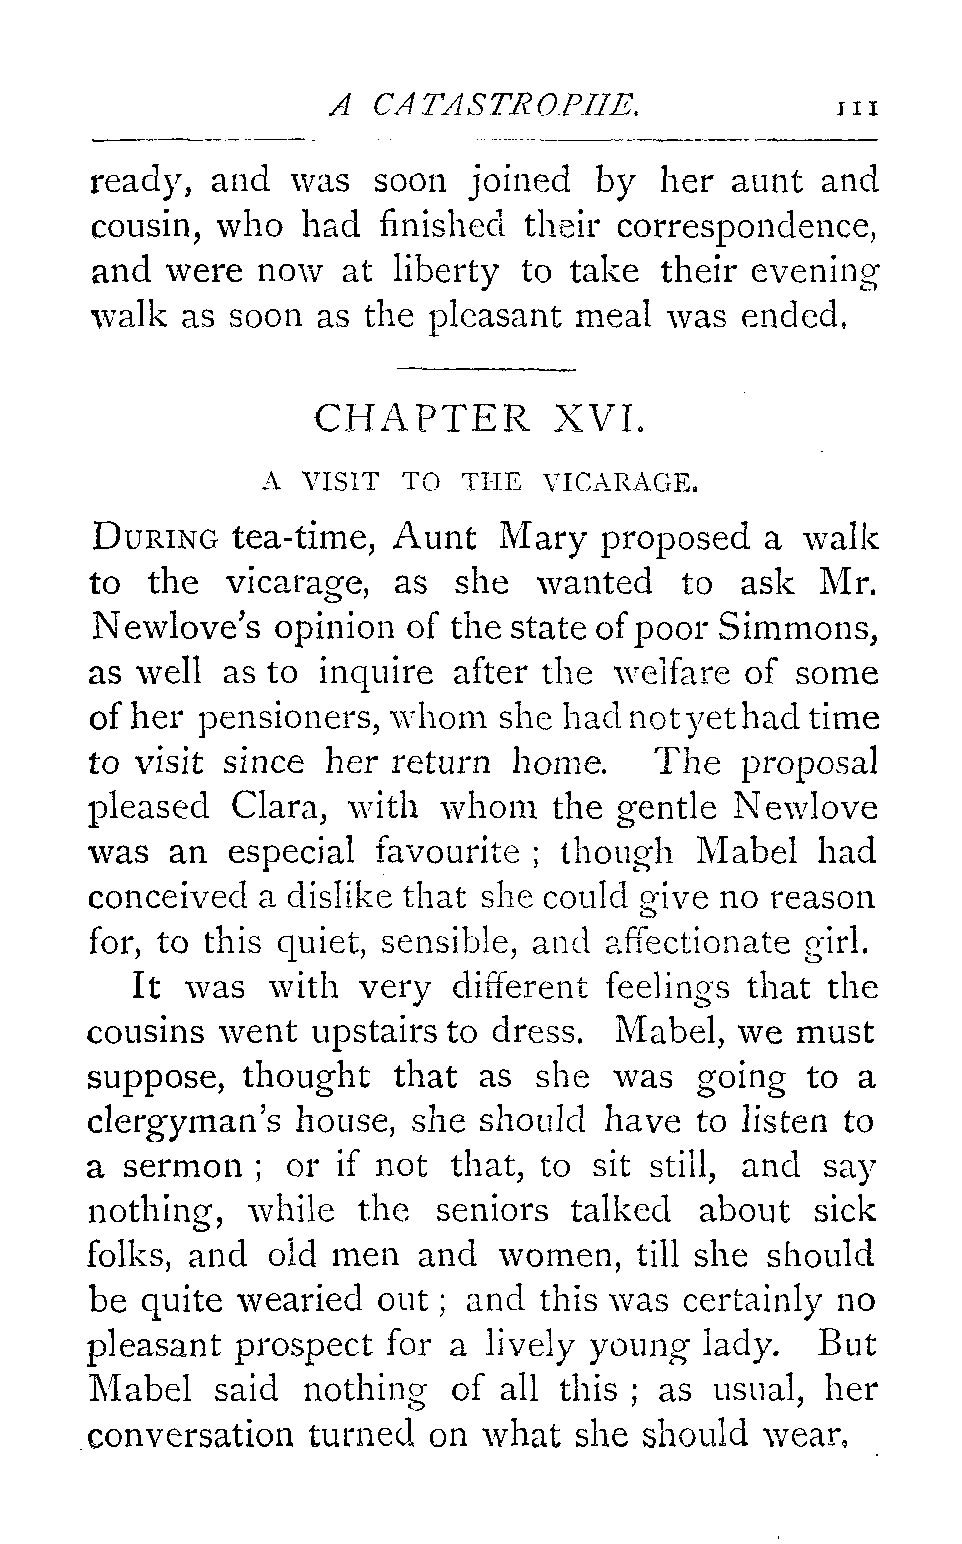 A CATASTROPHE. 111
ready, and was soon joined by her aunt and
cousin, who had finished their correspondence,
and were now at liberty to take their evening
walk as soon as the pleasant meal was ended.
CHAPTER XVI.
A VISIT TO THE VICARAGE.
DURING tea-time, Aunt Mary proposed a walk
to the vicarage, as she wanted to ask Mr.
Newlove's opinion of the state of poor Simmons,
as well as to inquire after the welfare of some
of her pensioners, whom she had not yet had time
to visit since her return home. The proposal
pleased Clara, with whom the gentle Newlove
was an especial favourite ; though Mabel had
conceived a dislike that she could give no reason
for, to this quiet, sensible, and affectionate girl.
It was with very different feelings that the
cousins went upstairs to dress. Mabel, we must
suppose, thought that as she was going to a
clergyman's house, she should have to listen to
a sermon ; or if not that, to sit still, and say
nothing, while the seniors talked about sick
folks, and old men and women, till she should
be quite wearied out ; and this was certainly no
pleasant prospect for a lively young lady. But
Mabel said nothing of all this ; as usual, her
conversation turned on what she should wear,